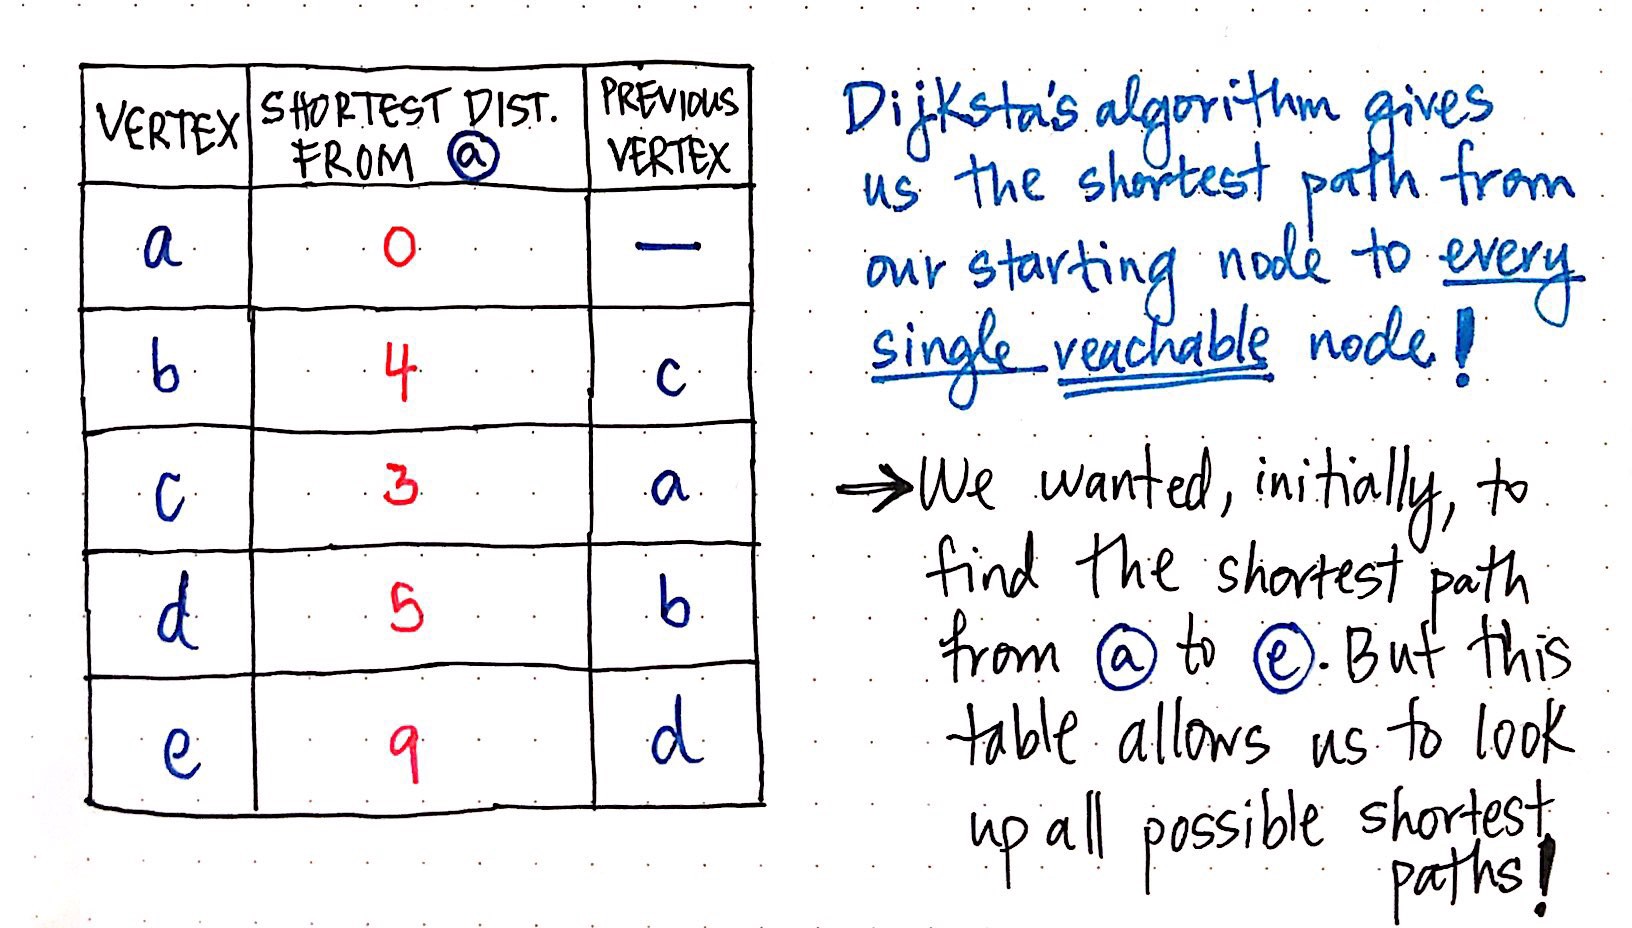 VERTEX SHORTEST DIST. FROM a PREVIOUS VERTEX
a 0 —
b 4 c
c 3 a
d 5 b
e 9 d
Dijksta's algorithm gives
us the shortest path from
our starting node to every
single reachable node!
→ We wanted, initially, to
find the shortest path
from a to e. But this
table allows us to look
up all possible shortest
paths!